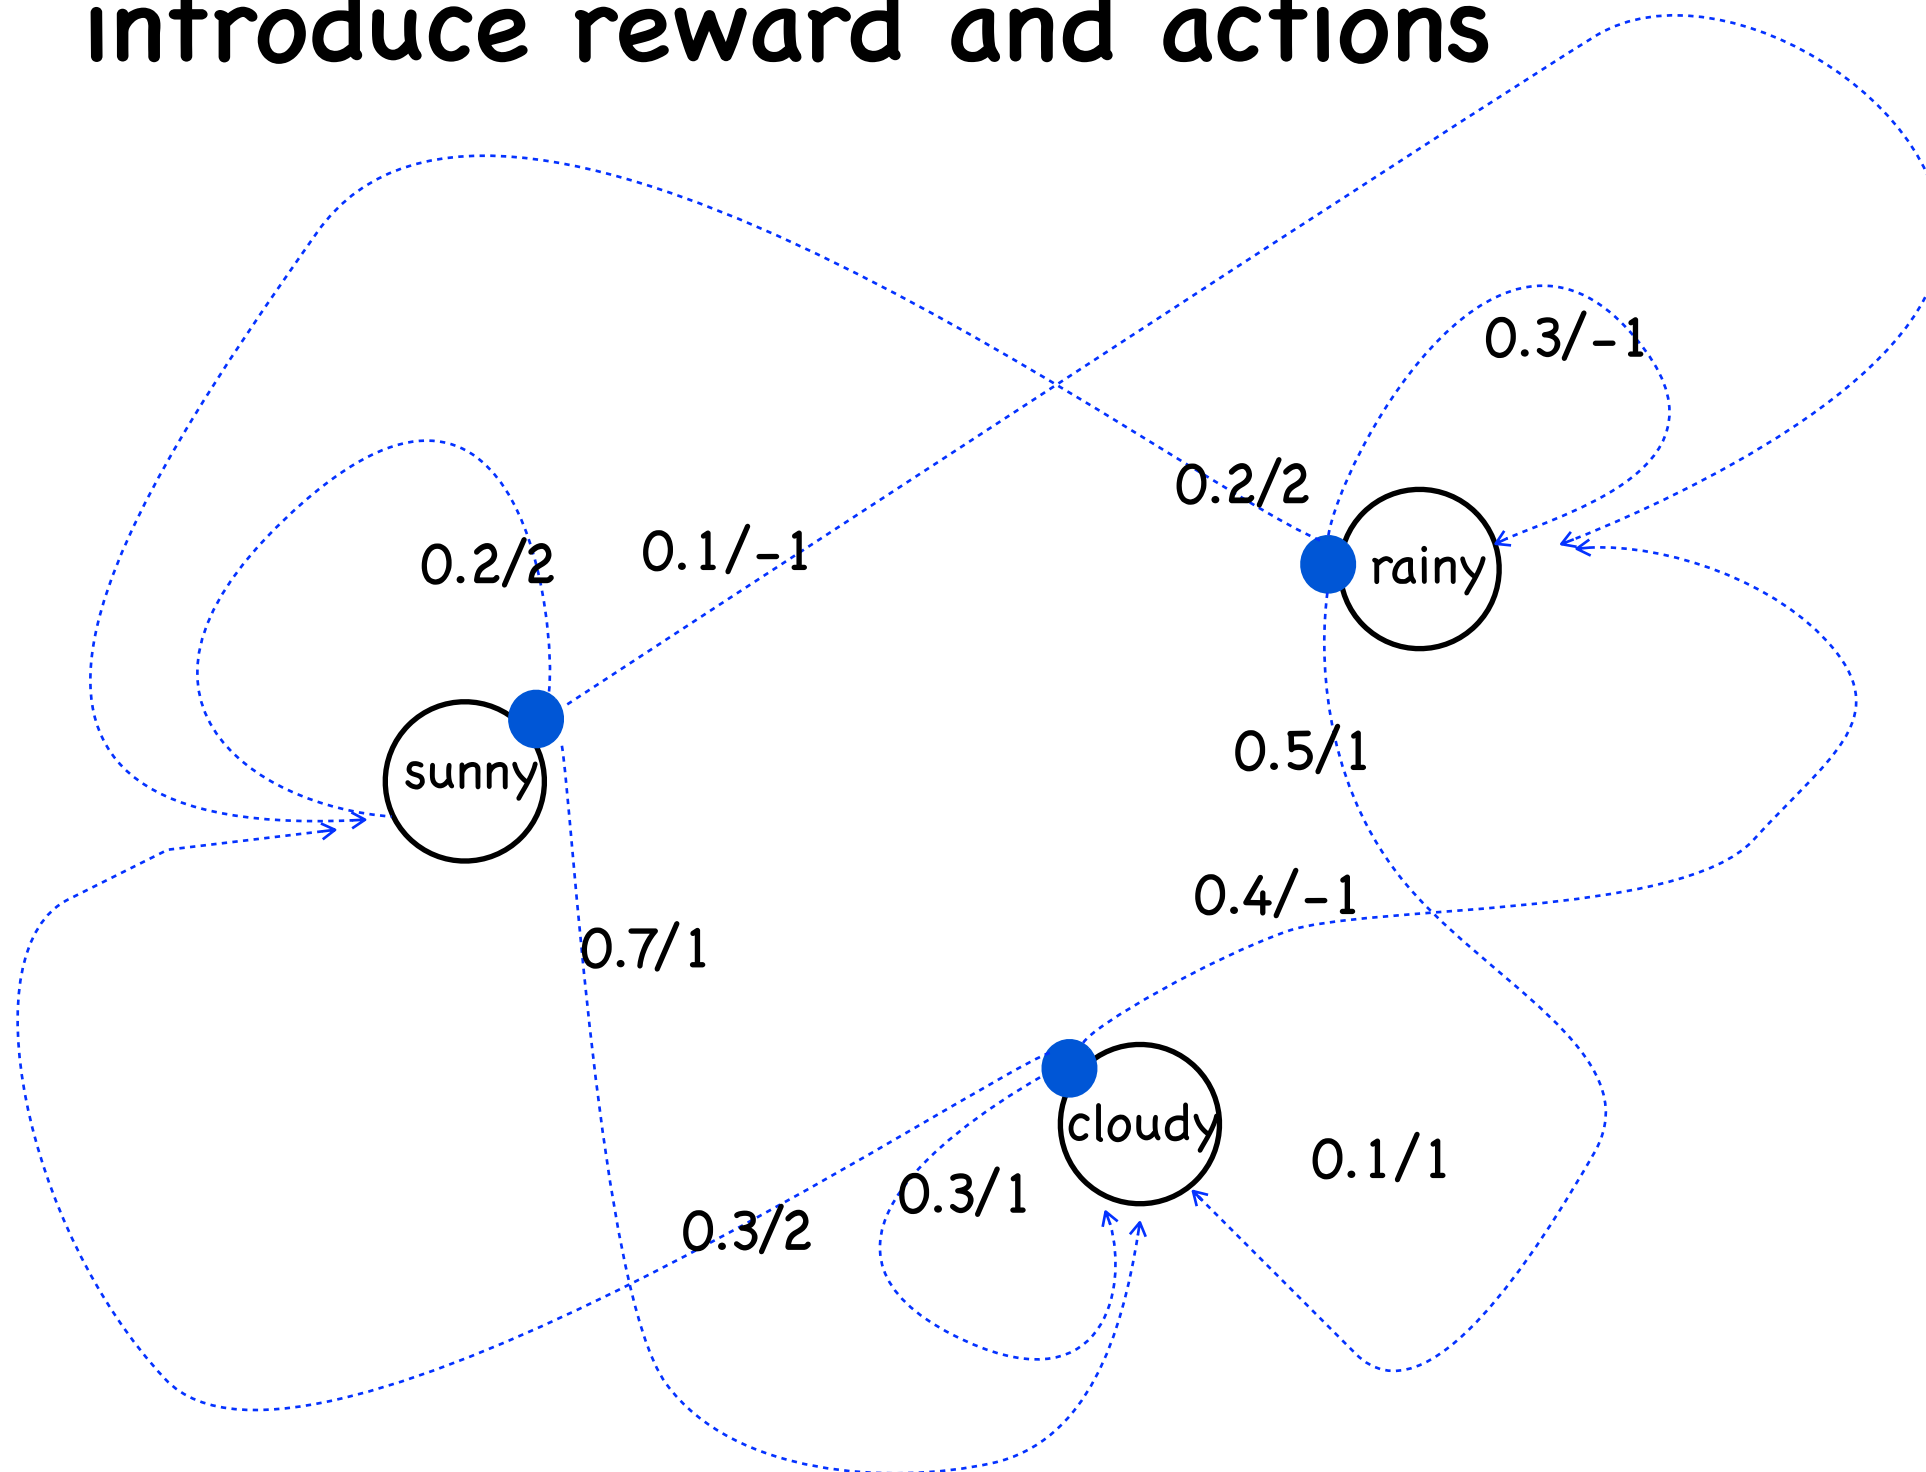 introduce reward and actions
0.3/-1
0.2/2
0.2/2
0.1/-1
rainy
0.5/1
sunny
0.4/-1
0.7/1
cloudy
0.1/1
0.3/1
0.3/2